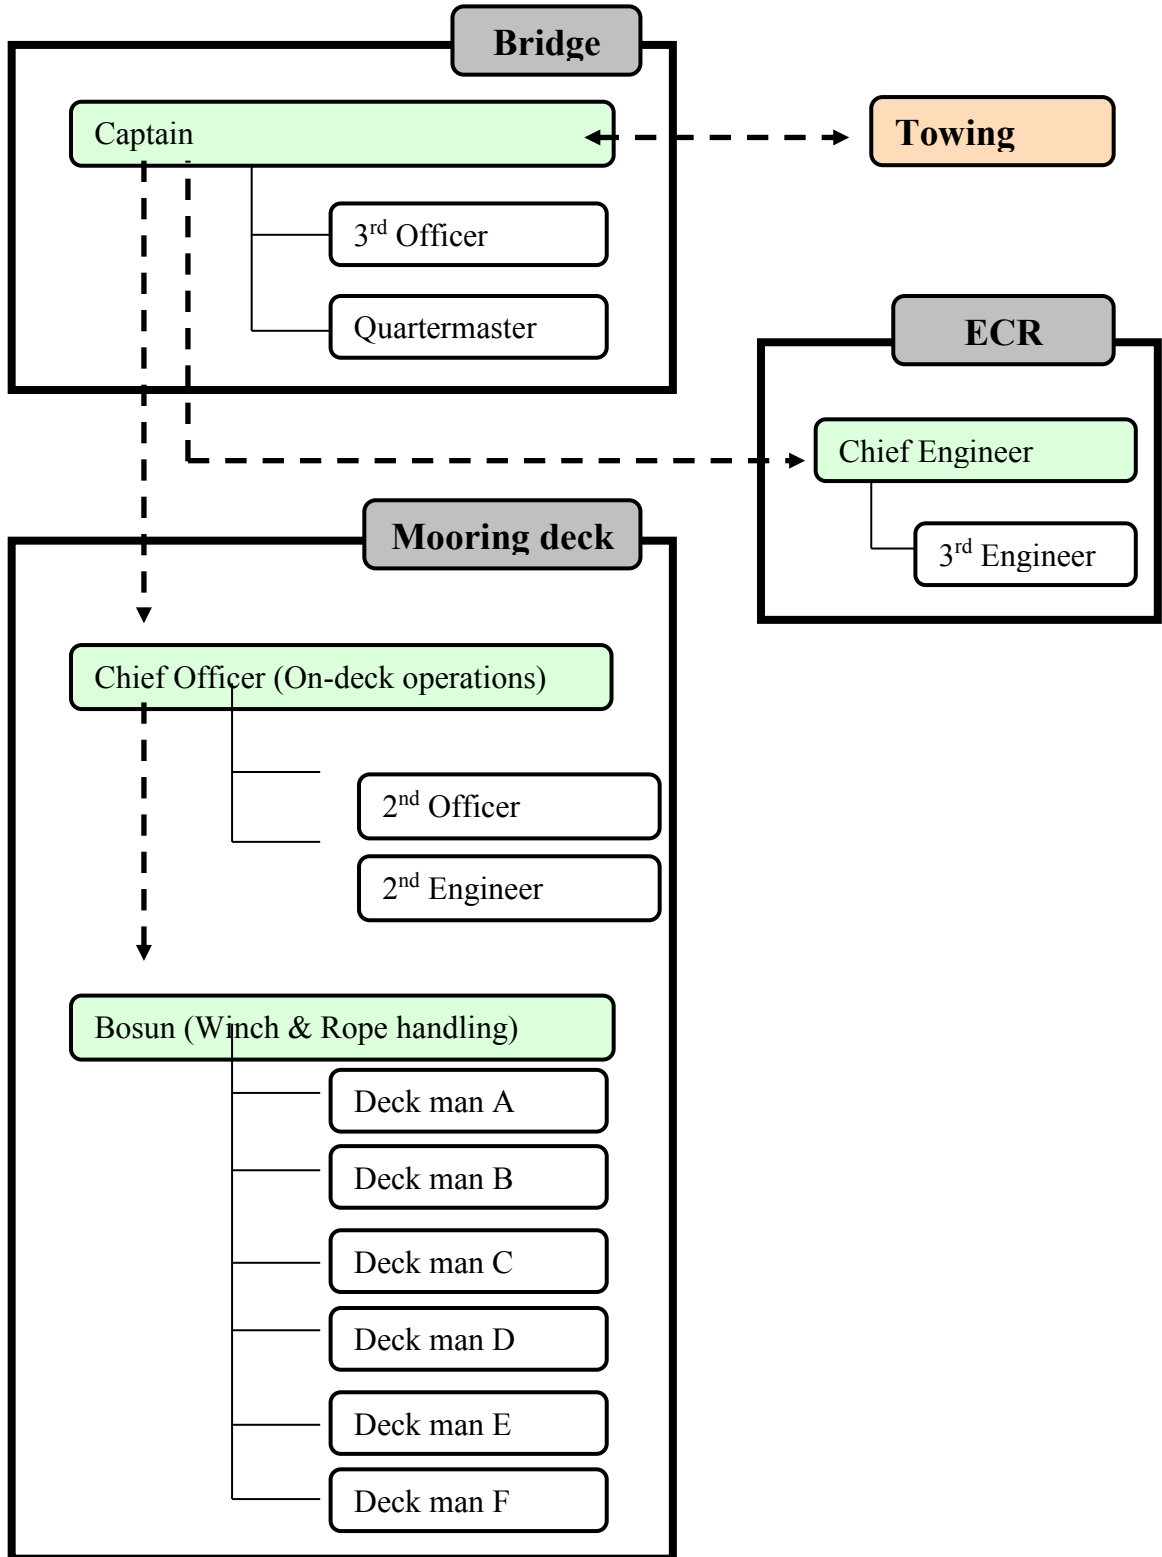 Bridge
Captain
Towing
3rd Officer
Quartermaster
ECR
Chief Engineer
3rd Engineer
Mooring deck
Chief Officer (On-deck operations)
2nd Officer
2nd Engineer
Bosun (Winch & Rope handling)
Deck man A
Deck man B
Deck man C
Deck man D
Deck man E
Deck man F